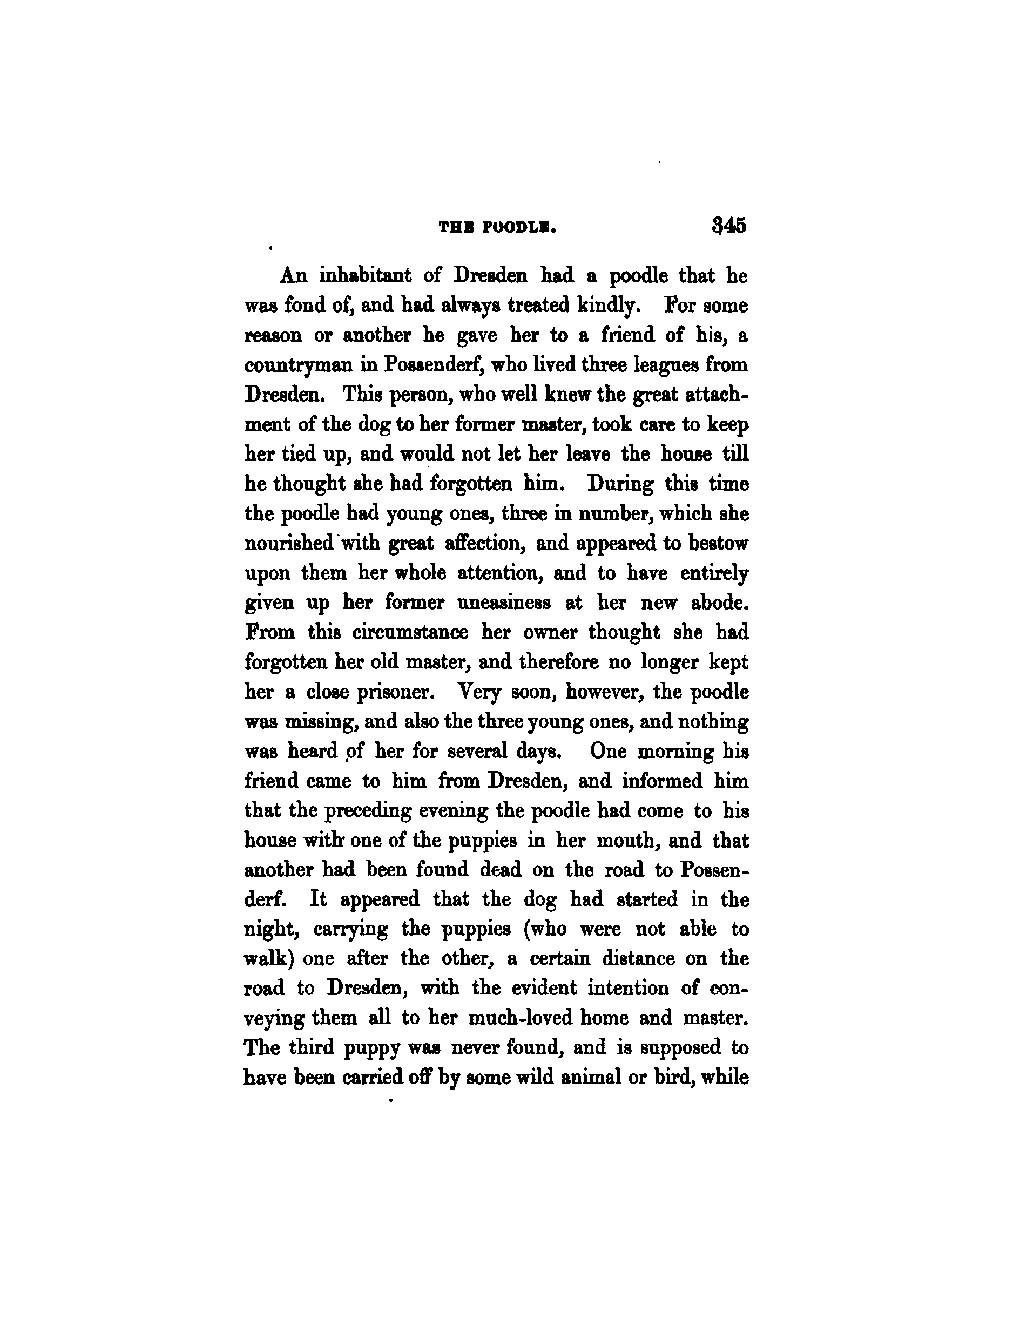 THE POODLE. 345
An inhabitant of Dresden had a poodle that he
was fond of, and had always treated kindly. For some
reason or another he gave her to a friend of his, a
countryman in Possenderf, who lived three leagues from
Dresden. This person, who well knew the great attach-
ment of the dog to her former master, took care to keep
her tied up, and would not let her leave the house till
he thought she had forgotten him. During this time
the poodle had young ones, three in number, which she
nourished with great affection, and appeared to bestow
upon them her whole attention, and to have entirely
given up her former uneasiness at her new abode.
From this circumstance her owner thought she had
forgotten her old master, and therefore no longer kept
her a close prisoner. Very soon, however, the poodle
was missing, and also the three young ones, and nothing
was heard of her for several days. One morning his
friend came to him from Dresden, and informed him
that the preceding evening the poodle had come to his
house with one of the puppies in her mouth, and that
another had been found dead on the road to Possen-
derf. It appeared that the dog had started in the
night, carrying the puppies (who were not able to
walk) one after the other, a certain distance on the
road to Dresden, with the evident intention of con-
veying them all to her much-loved home and master.
The third puppy was never found, and is supposed to
have been carried off by some wild animal or bird, while